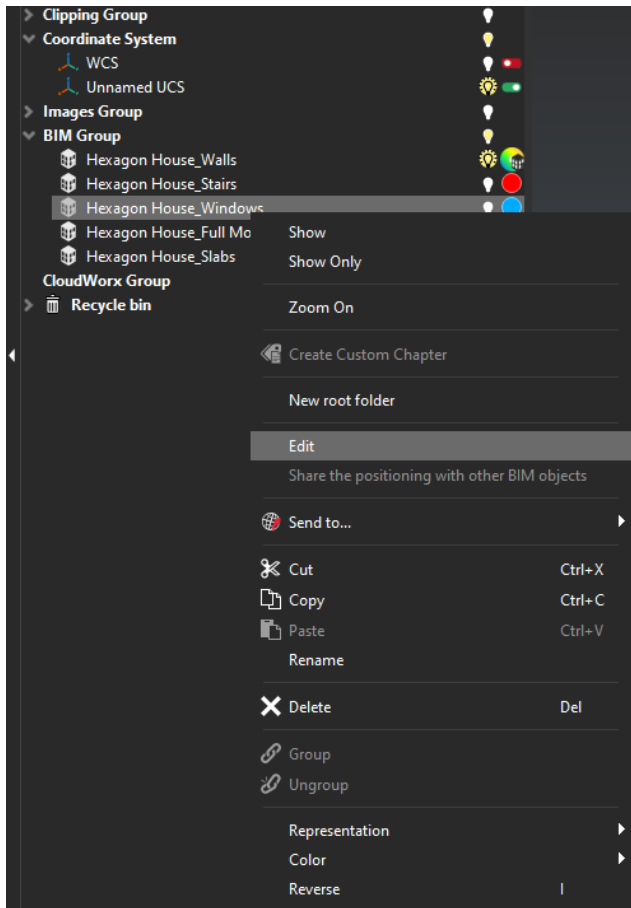 Clipping Group
Coordinate System
WCS
Unnamed UCS
Images Group
BIM Group
Hexagon House_Walls
Hexagon House_Stairs
Hexagon House_Windows
Hexagon House_Full Mo
Hexagon House_Slabs
CloudWorx Group
Recycle bin
Show
Show Only
Zoom On
Create Custom Chapter
New root folder
Edit
Share the positioning with other BIM objects
Send to...
Cut Ctrl+X
Copy Ctrl+C
Paste Ctrl+V
Rename
Delete Del
Group
Ungroup
Representation
Color
Reverse I